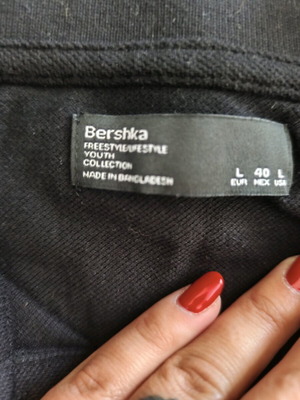 Bershka
FREESTYLE/LIFESTYLE
YOUTH
COLLECTION
MADE IN BANGLADESH
L 40 L
EUR MEX USA